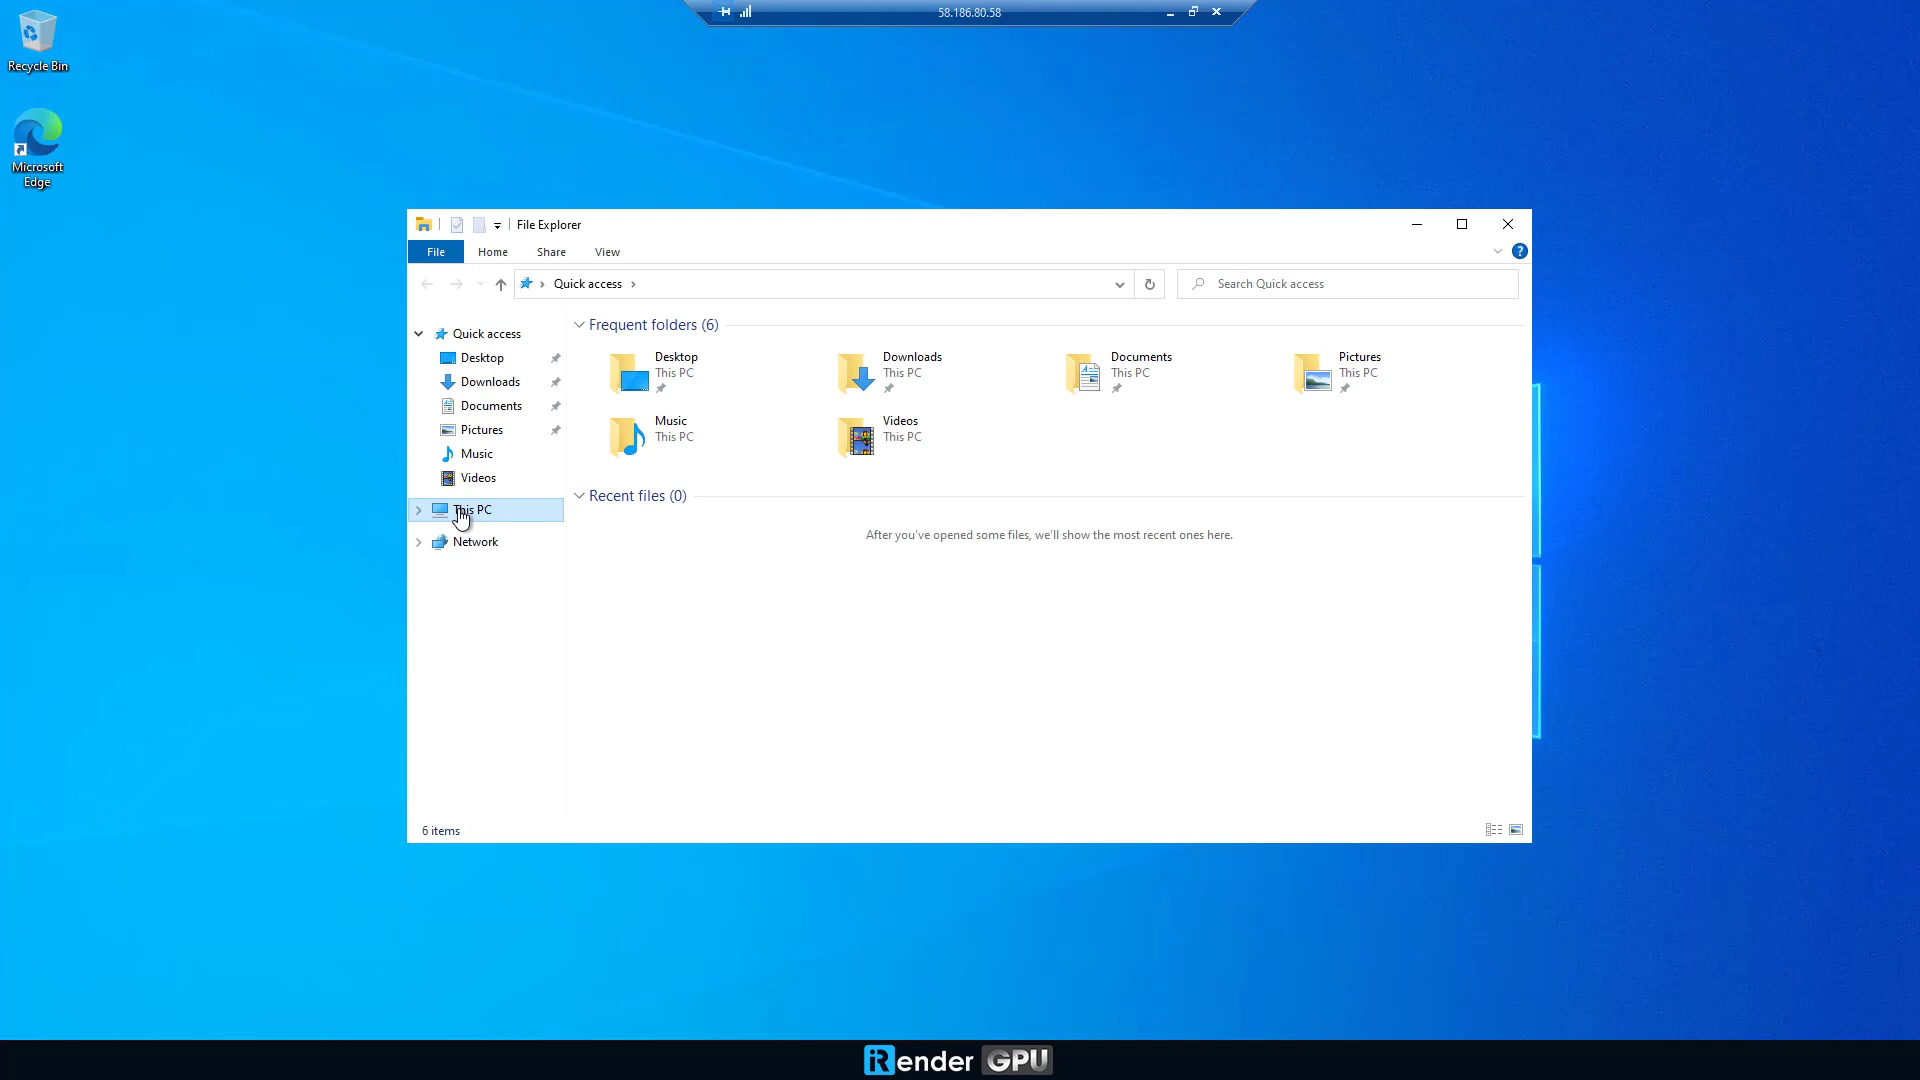 58.186.80.58
Recycle Bin
Microsoft
Edge
File Explorer
File Home Share View
Quick access
Search Quick access
Quick access
Desktop
Downloads
Documents
Pictures
Music
Videos
This PC
Network
Frequent folders (6)
Desktop
This PC
Downloads
This PC
Documents
This PC
Pictures
This PC
Music
This PC
Videos
This PC
Recent files (0)
After you've opened some files, we'll show the most recent ones here.
6 items
iRender GPU